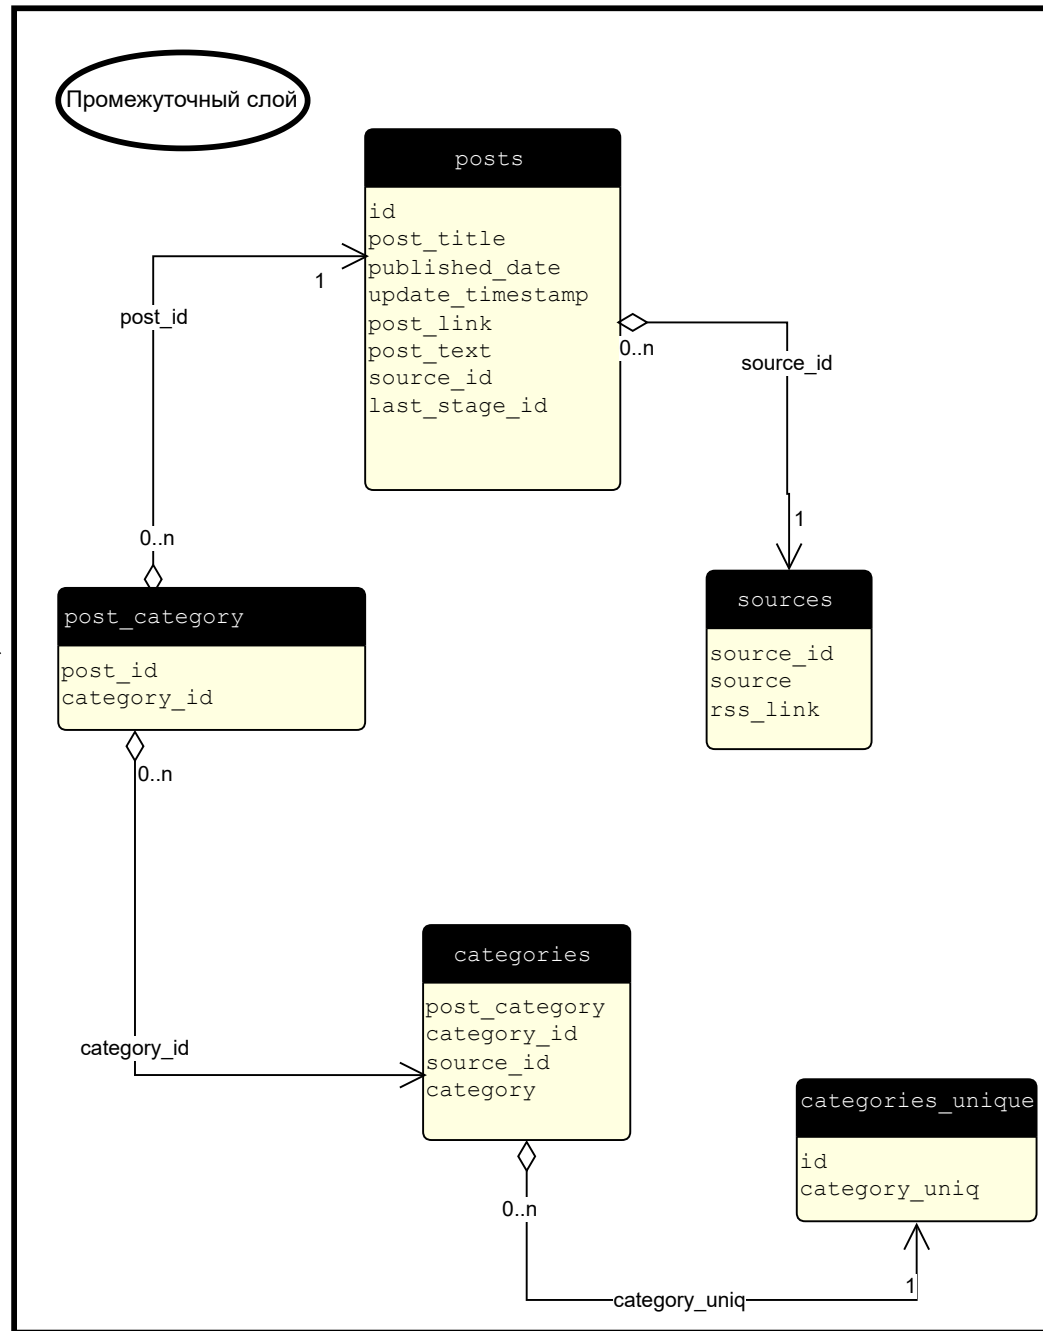 Промежуточный слой
posts
id
post_title
published_date
update_timestamp
post_link
post_text
source_id
last_stage_id
1
post_id
0..n
0..n
source_id
1
post_category
post_id
category_id
sources
source_id
source
rss_link
0..n
category_id
categories
post_category
category_id
source_id
category
categories_unique
id
category_uniq
0..n
category_uniq
1